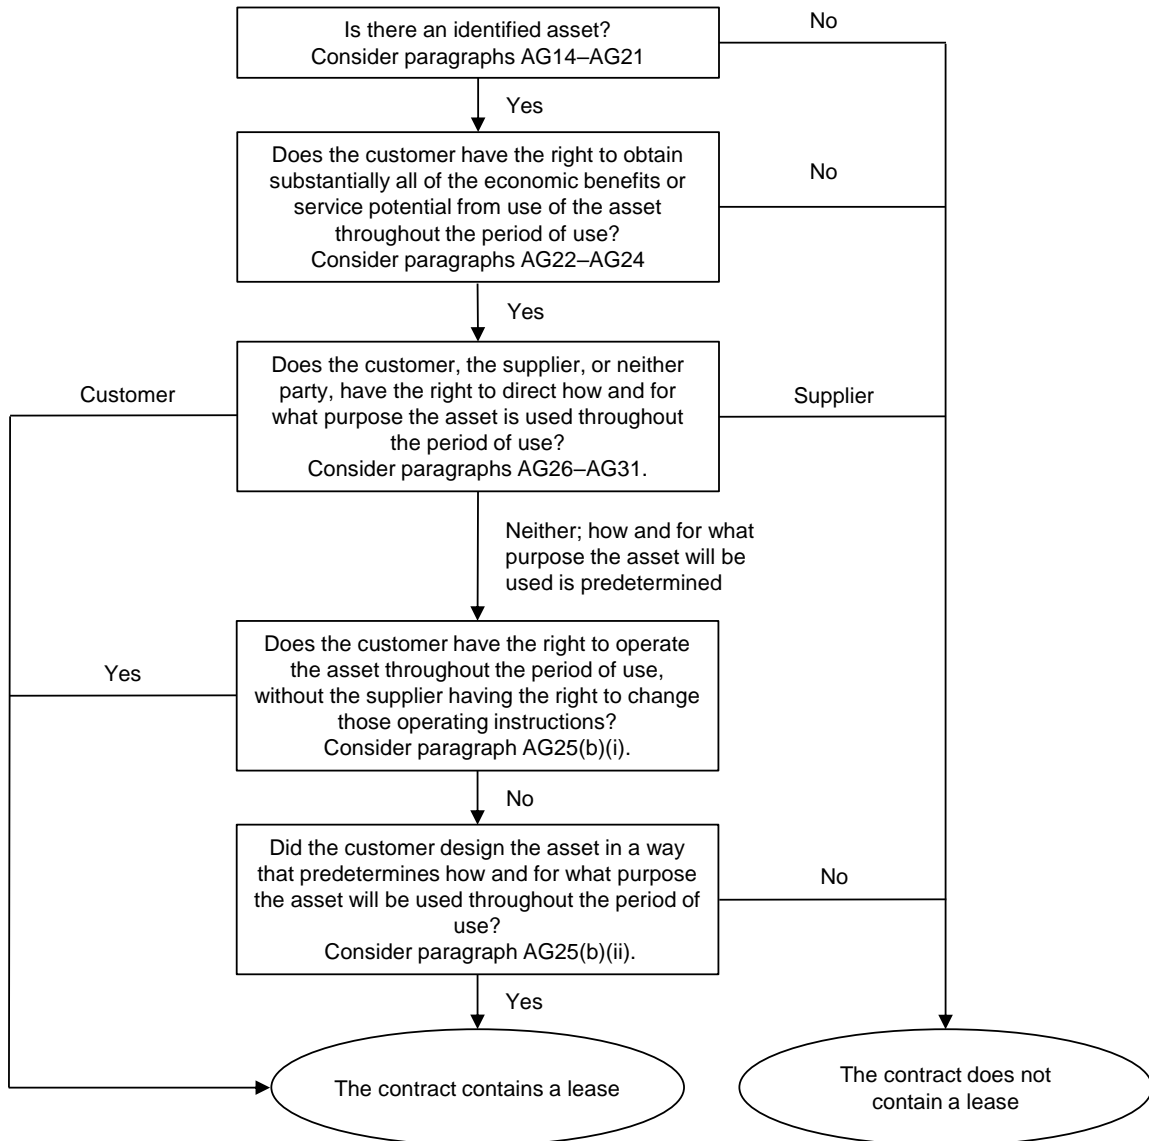 Is there an identified asset?
Consider paragraphs AG14–AG21
No
Yes
Does the customer have the right to obtain
substantially all of the economic benefits or
service potential from use of the asset
throughout the period of use?
Consider paragraphs AG22–AG24
No
Yes
Does the customer, the supplier, or neither
party, have the right to direct how and for
what purpose the asset is used throughout
the period of use?
Consider paragraphs AG26–AG31.
Customer
Supplier
Neither; how and for what
purpose the asset will be
used is predetermined
Does the customer have the right to operate
the asset throughout the period of use,
without the supplier having the right to change
those operating instructions?
Consider paragraph AG25(b)(i).
Yes
No
Did the customer design the asset in a way
that predetermines how and for what purpose
the asset will be used throughout the period of
use?
Consider paragraph AG25(b)(ii).
No
Yes
The contract contains a lease
The contract does not
contain a lease